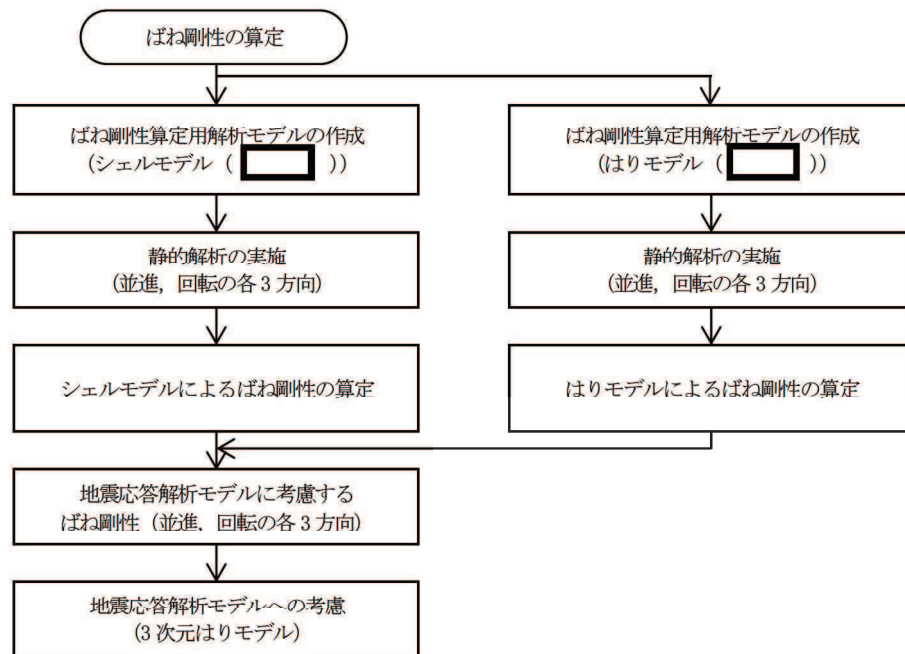 ばね剛性の算定
ばね剛性算定用解析モデルの作成
(シェルモデル ( ))
ばね剛性算定用解析モデルの作成
(はりモデル ( ))
静的解析の実施
(並進，回転の各 3 方向)
静的解析の実施
(並進，回転の各 3 方向)
シェルモデルによるばね剛性の算定
はりモデルによるばね剛性の算定
地震応答解析モデルに考慮する
ばね剛性 (並進，回転の各 3 方向)
地震応答解析モデルへの考慮
(3 次元はりモデル)